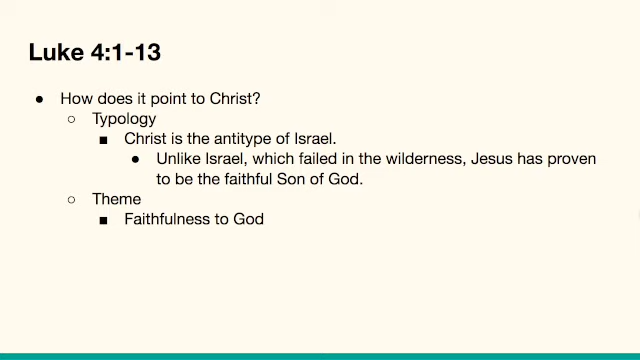 Luke 4:1-13
● How does it point to Christ?
○ Typology
■ Christ is the antitype of Israel.
● Unlike Israel, which failed in the wilderness, Jesus has proven
to be the faithful Son of God.
○ Theme
■ Faithfulness to God